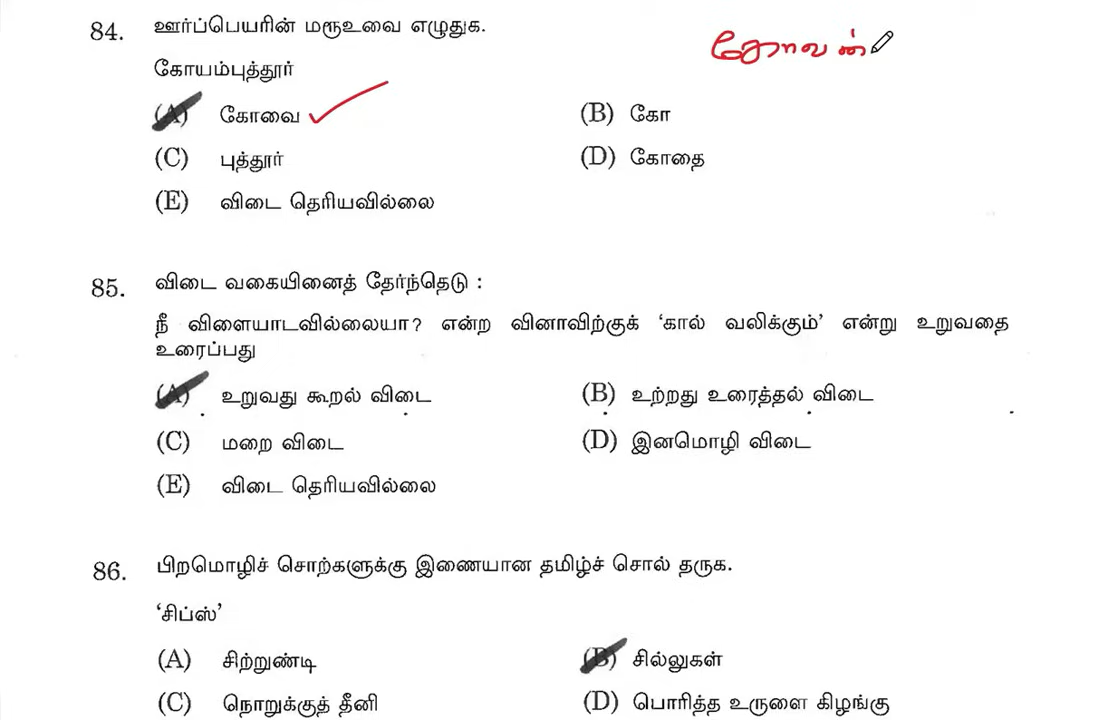 84. ஊர்ப்பெயரின் மரூஉவை எழுதுக.
கோவன்
கோயம்புத்தூர்
(A) கோவை (B) கோ
(C) புத்தூர் (D) கோதை
(E) விடை தெரியவில்லை
85. விடை வகையினைத் தேர்ந்தெடு :
நீ விளையாடவில்லையா? என்ற வினாவிற்குக் 'கால் வலிக்கும்' என்று உறுவதை
உரைப்பது
(A) உறுவது கூறல் விடை (B) உற்றது உரைத்தல் விடை
(C) மறை விடை (D) இனமொழி விடை
(E) விடை தெரியவில்லை
86. பிறமொழிச் சொற்களுக்கு இணையான தமிழ்ச் சொல் தருக.
'சிப்ஸ்'
(A) சிற்றுண்டி (B) சில்லுகள்
(C) நொறுக்குத் தீனி (D) பொரித்த உருளை கிழங்கு